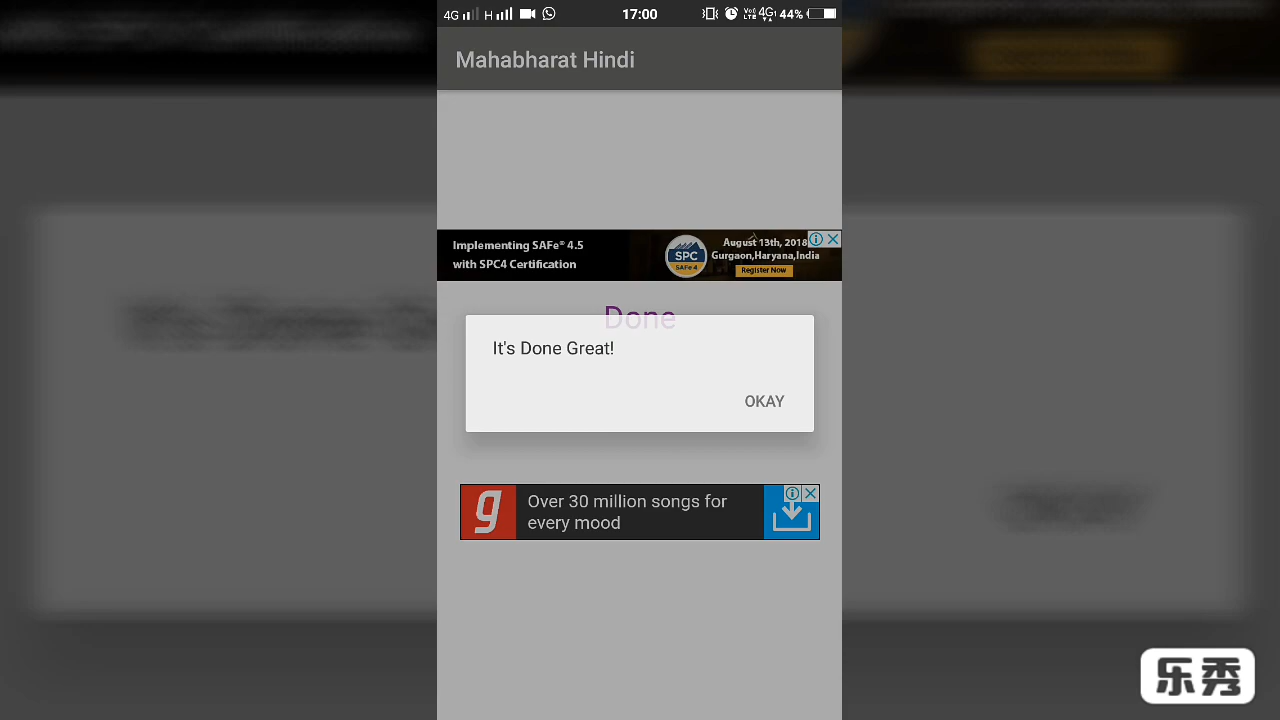 4G H 17:00 VoLTE 4G 44%
Mahabharat Hindi
Implementing SAFe® 4.5
with SPC4 Certification
SPC
SAFe 4
August 13th, 2018
Gurgaon,Haryana,India
Register Now
Done
It's Done Great!
OKAY
g
Over 30 million songs for
every mood
乐秀